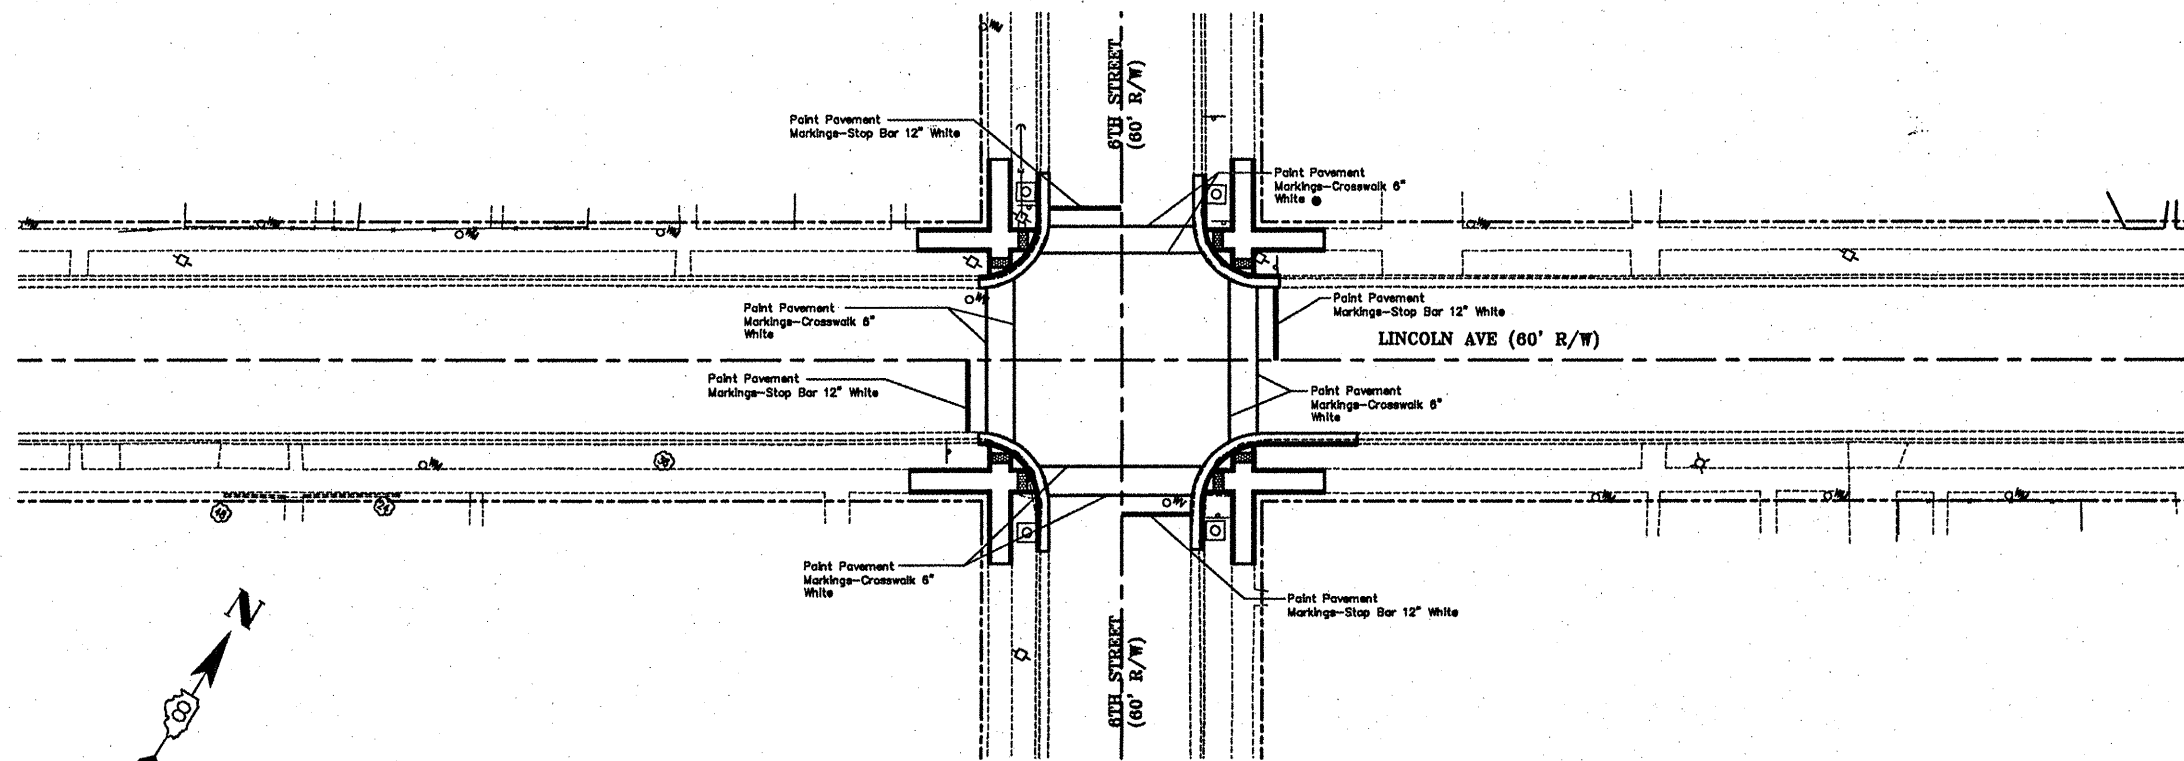 6TH STREET
(60' R/W)
Paint Pavement
Markings-Stop Bar 12" White
Paint Pavement
Markings-Crosswalk 6"
White
Paint Pavement
Markings-Crosswalk 6"
White
Paint Pavement
Markings-Stop Bar 12" White
LINCOLN AVE (60' R/W)
Paint Pavement
Markings-Stop Bar 12" White
Paint Pavement
Markings-Crosswalk 6"
White
Paint Pavement
Markings-Crosswalk 6"
White
Paint Pavement
Markings-Stop Bar 12" White
6TH STREET
(60' R/W)
N